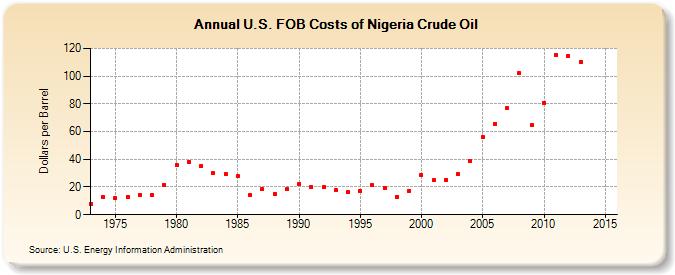 Annual U.S. FOB Costs of Nigeria Crude Oil
Dollars per Barrel
120
100
80
60
40
20
0
1975 1980 1985 1990 1995 2000 2005 2010 2015
Source: U.S. Energy Information Administration